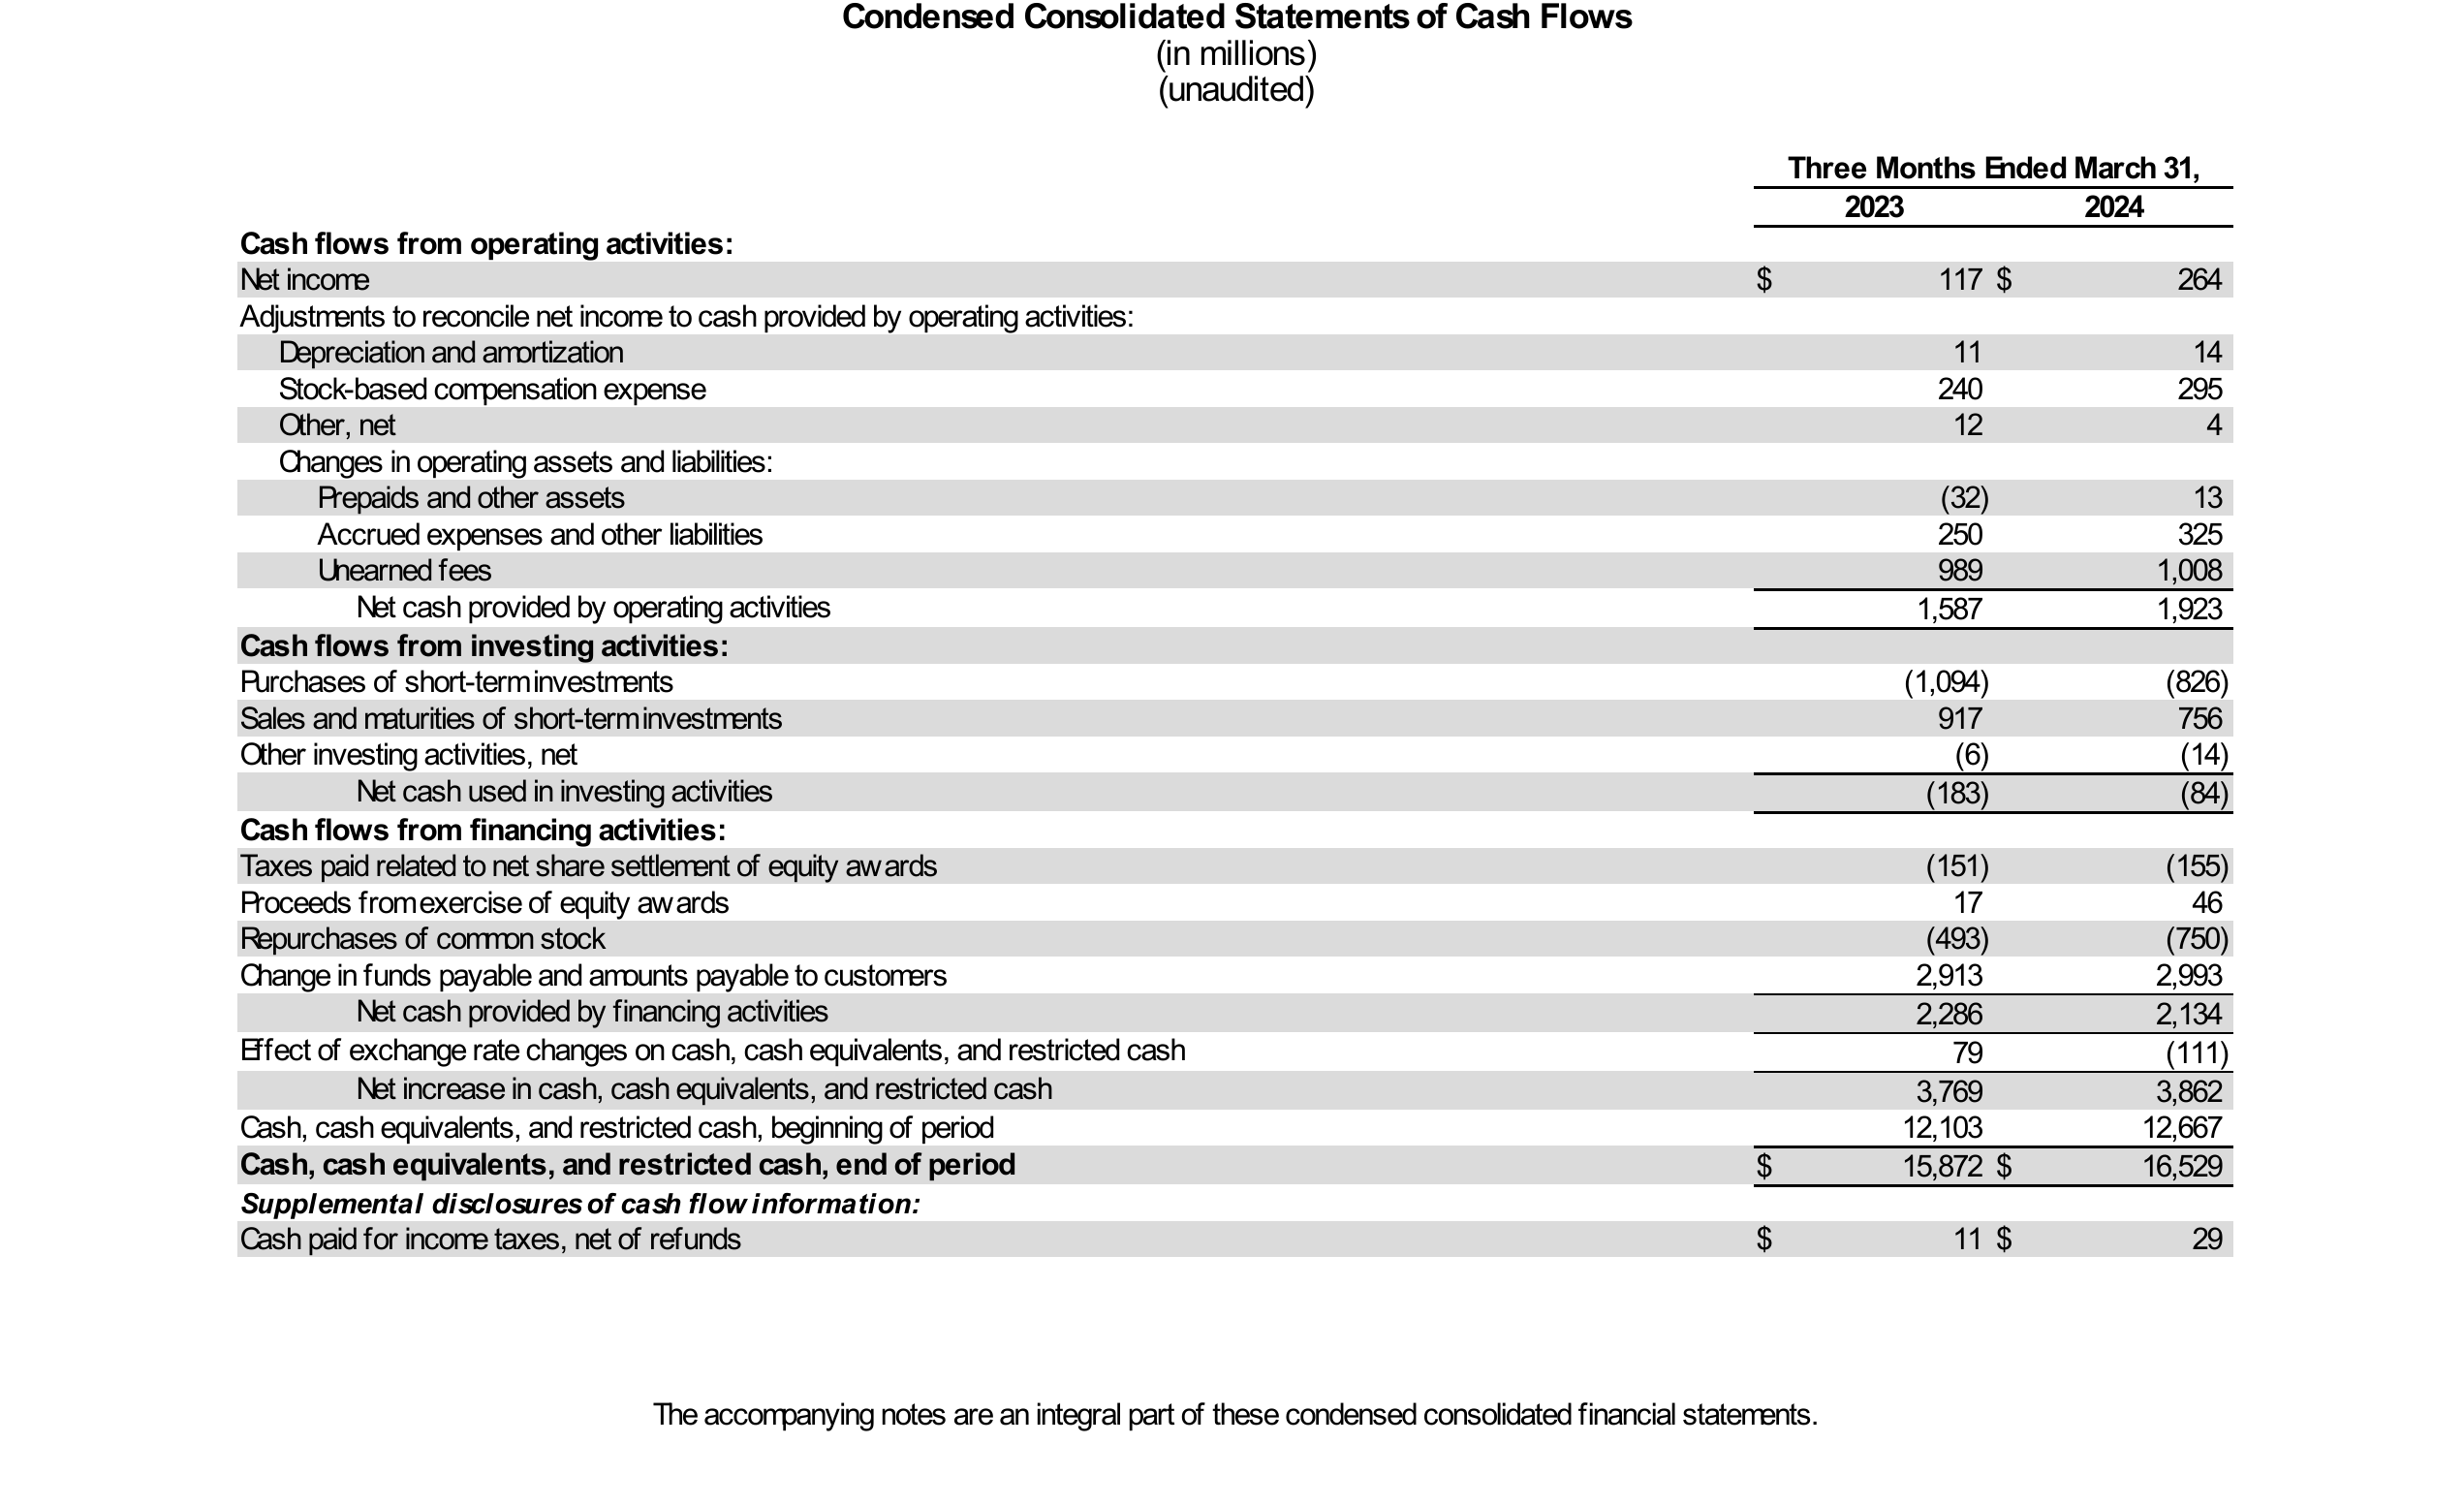 Condensed Consolidated Statements of Cash Flows
(in millions)
(unaudited)
Three Months Ended March 31,
2023 2024
Cash flows from operating activities:
Net income $ 117 $ 264
Adjustments to reconcile net income to cash provided by operating activities:
Depreciation and amortization 11 14
Stock-based compensation expense 240 295
Other, net 12 4
Changes in operating assets and liabilities:
Prepaids and other assets (32) 13
Accrued expenses and other liabilities 250 325
Unearned fees 989 1,008
Net cash provided by operating activities 1,587 1,923
Cash flows from investing activities:
Purchases of short-term investments (1,094) (826)
Sales and maturities of short-term investments 917 756
Other investing activities, net (6) (14)
Net cash used in investing activities (183) (84)
Cash flows from financing activities:
Taxes paid related to net share settlement of equity awards (151) (155)
Proceeds from exercise of equity awards 17 46
Repurchases of common stock (493) (750)
Change in funds payable and amounts payable to customers 2,913 2,993
Net cash provided by financing activities 2,286 2,134
Effect of exchange rate changes on cash, cash equivalents, and restricted cash 79 (111)
Net increase in cash, cash equivalents, and restricted cash 3,769 3,862
Cash, cash equivalents, and restricted cash, beginning of period 12,103 12,667
Cash, cash equivalents, and restricted cash, end of period $ 15,872 $ 16,529
Supplemental disclosures of cash flow information:
Cash paid for income taxes, net of refunds $ 11 $ 29
The accompanying notes are an integral part of these condensed consolidated financial statements.